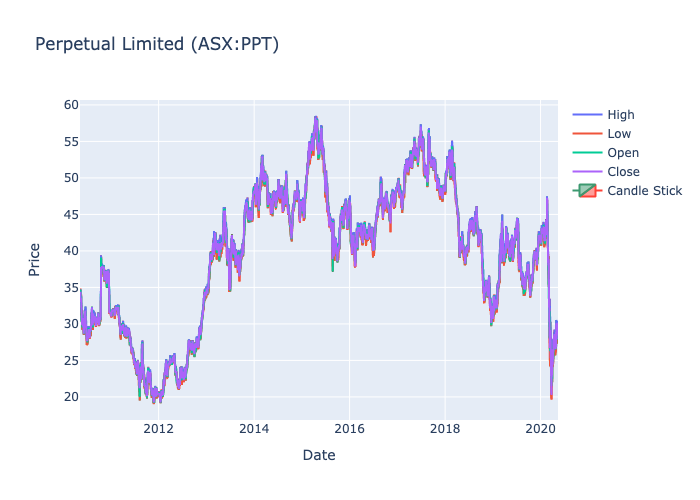 Perpetual Limited (ASX:PPT)
High
Low
Open
Close
Candle Stick
Price
60
55
50
45
40
35
30
25
20
2012
2014
2016
2018
2020
Date